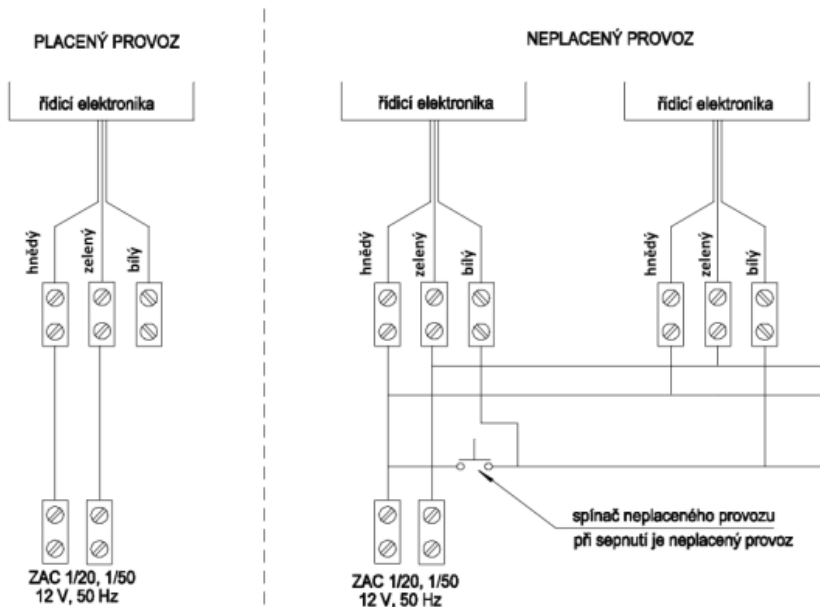 PLACENÝ PROVOZ
řídicí elektronika
hnědý
zelený
bílý
ZAC 1/20, 1/50
12 V, 50 Hz
NEPLACENÝ PROVOZ
řídicí elektronika
řídicí elektronika
hnědý
zelený
bílý
hnědý
zelený
bílý
spínač neplaceného provozu
při sepnutí je neplacený provoz
ZAC 1/20, 1/50
12 V, 50 Hz